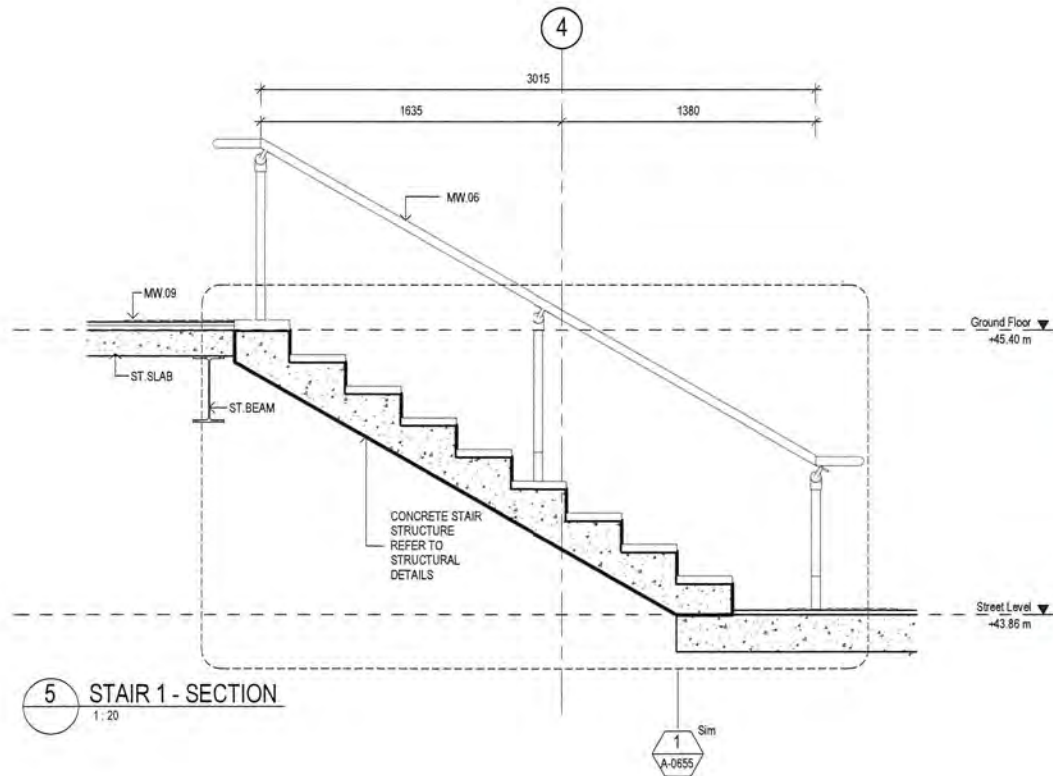 4
3015
1635
1380
MW.06
MW.09
Ground Floor
+45.40 m
ST.SLAB
ST.BEAM
CONCRETE STAIR
STRUCTURE
REFER TO
STRUCTURAL
DETAILS
Street Level
+43.86 m
5 STAIR 1 - SECTION
1 : 20
1 Sim
A-0655